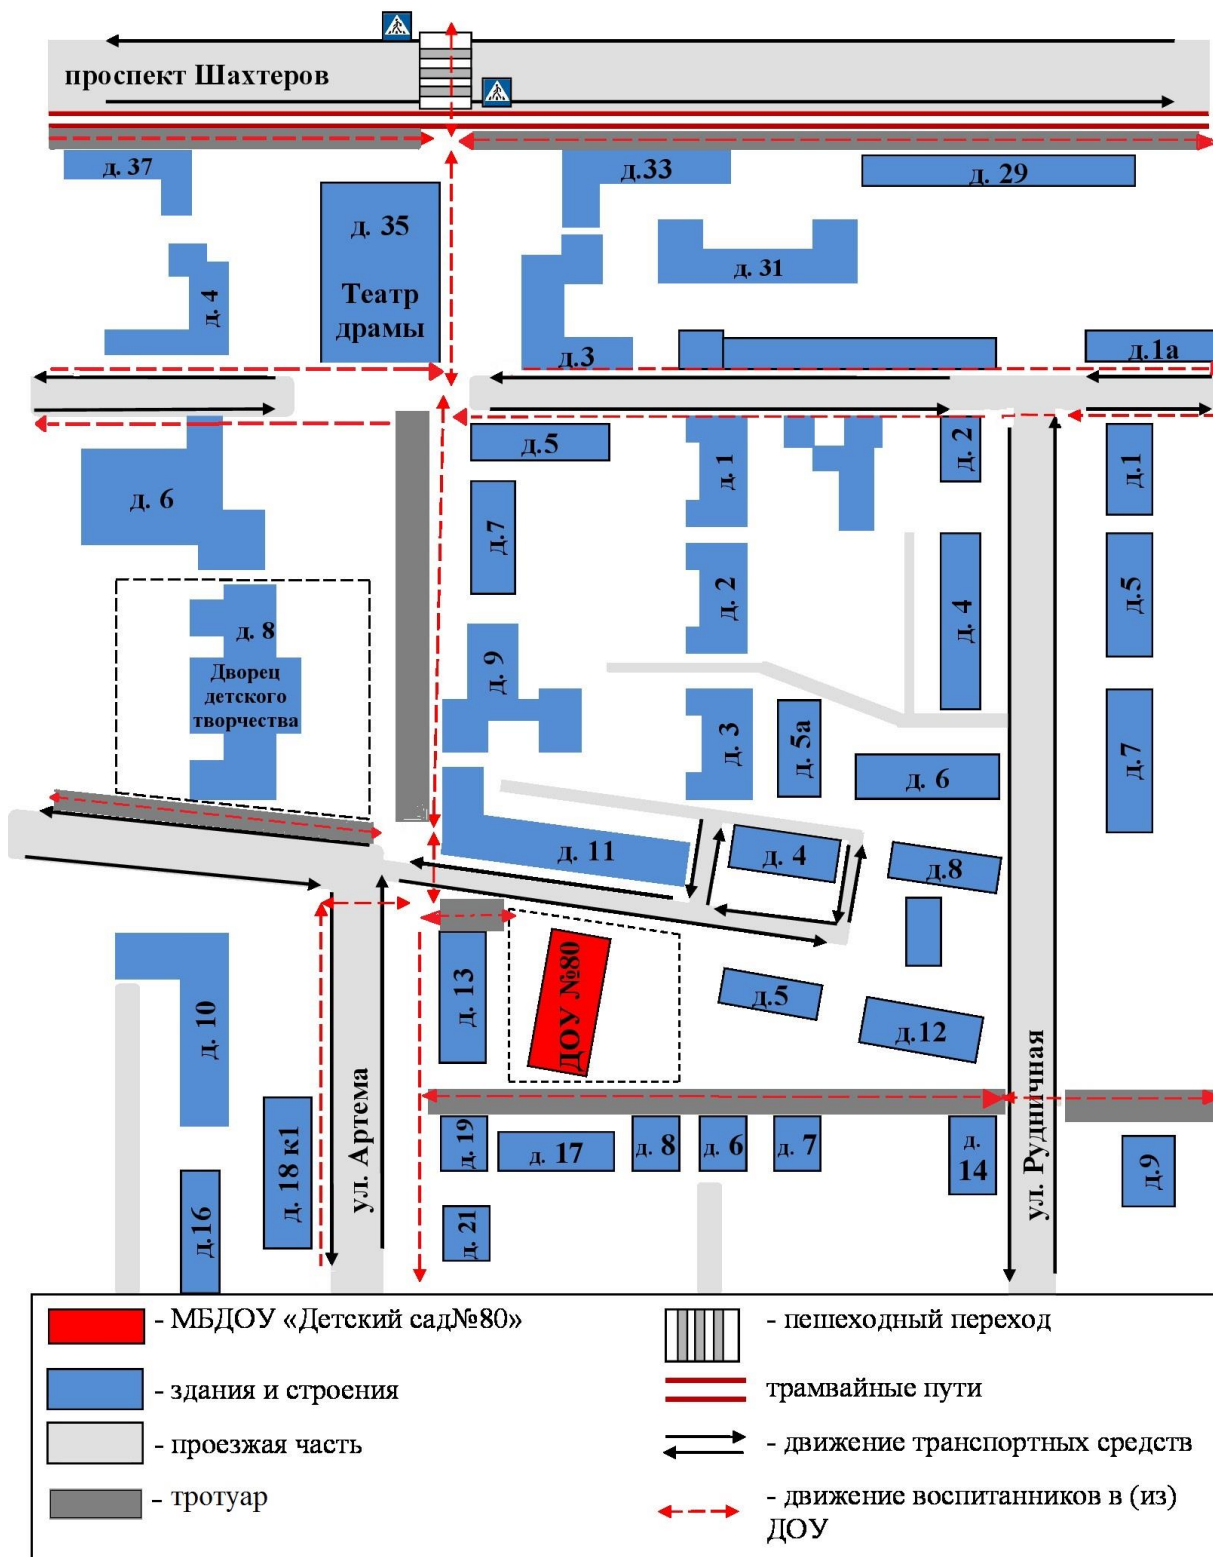 проспект Шахтеров
д. 37
д.33
д. 29
д. 35
Театр
драмы
д. 4
д. 31
д.3
д.1а
д.5
д. 1
д. 2
д.1
д. 6
д.7
д. 2
д. 4
д.5
д. 8
Дворец
детского
творчества
д. 9
д. 3
д. 5а
д. 6
д.7
д. 11
д. 4
д.8
д. 10
д. 13
ДОУ №80
д.5
д.12
ул. Артема
ул. Рудничная
д. 18 к1
д.16
д. 19
д. 17
д. 8
д. 6
д. 7
д.
14
д.9
д. 21
- МБДОУ «Детский сад№80»
- здания и строения
- проезжая часть
- тротуар
- пешеходный переход
трамвайные пути
- движение транспортных средств
- движение воспитанников в (из)
ДОУ